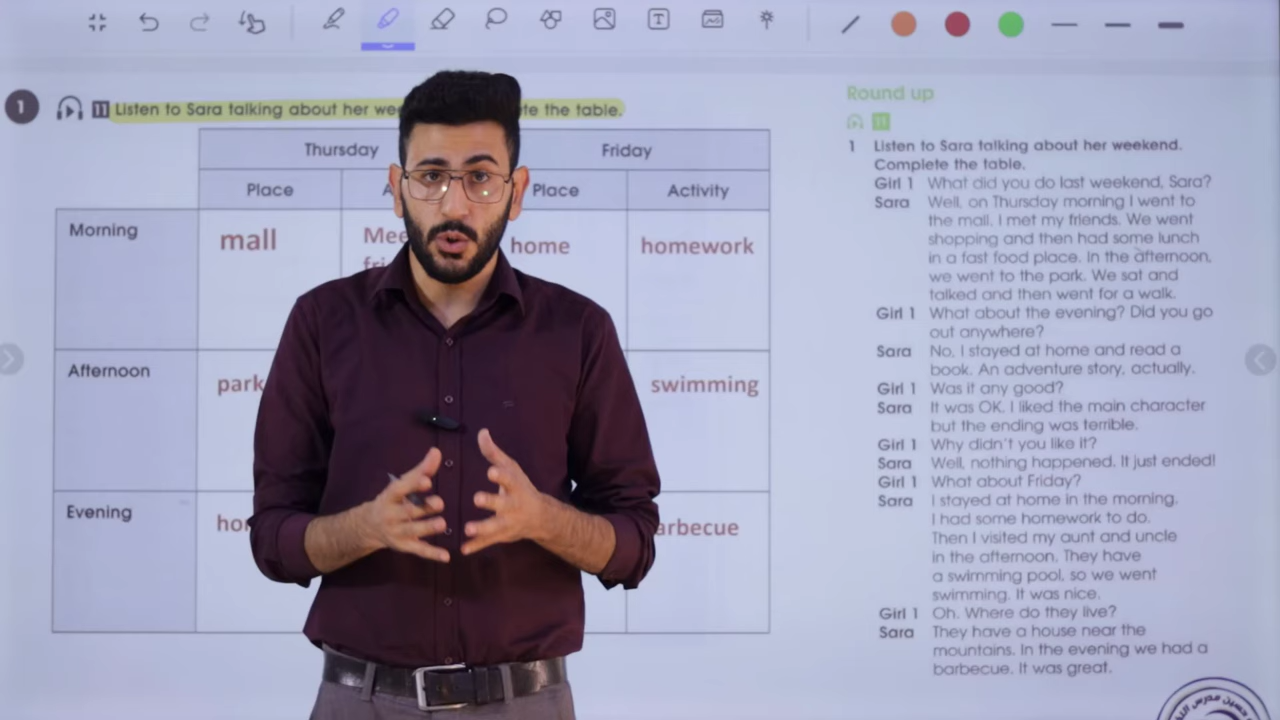 1
11 Listen to Sara talking about her te the table.
Thursday
Friday
Place
Place
Activity
Morning
mall
home
homework
Afternoon
park
swimming
Evening
Round up
11
1 Listen to Sara talking about her weekend.
Complete the table.
Girl 1 What did you do last weekend, Sara?
Sara Well, on Thursday morning I went to
the mall. I met my friends. We went
shopping and then had some lunch
in a fast food place. In the afternoon,
we went to the park. We sat and
talked and then went for a walk.
Girl 1 What about the evening? Did you go
out anywhere?
Sara No, I stayed at home and read a
book. An adventure story, actually.
Girl 1 Was it any good?
Sara It was OK. I liked the main character
but the ending was terrible.
Girl 1 Why didn't you like it?
Sara Well, nothing happened. It just ended!
Girl 1 What about Friday?
Sara I stayed at home in the morning.
I had some homework to do.
Then I visited my aunt and uncle
in the afternoon. They have
a swimming pool, so we went
swimming. It was nice.
Girl 1 Oh. Where do they live?
Sara They have a house near the
mountains. In the evening we had a
barbecue. It was great.